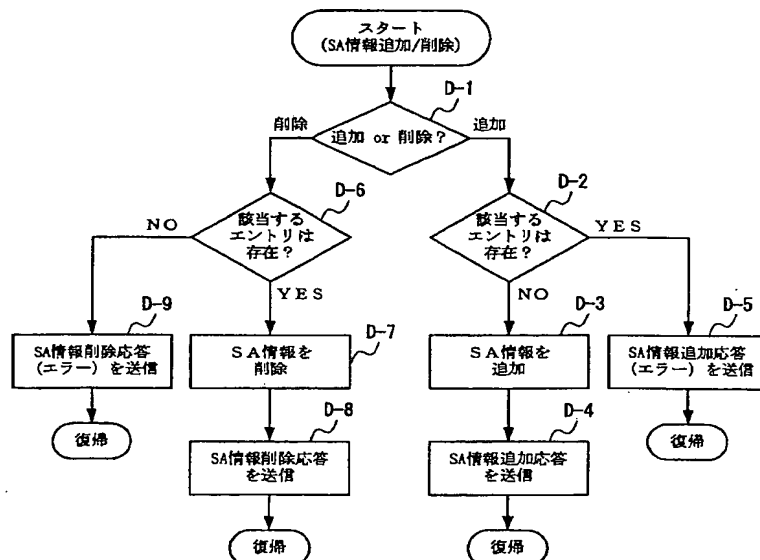 スタート
(SA情報追加/削除)
D-1
削除
追加 or 削除?
追加
D-6
D-2
NO
該当する
エントリは
存在?
該当する
エントリは
存在?
YES
YES
NO
D-9
D-7
D-3
D-5
SA情報削除応答
(エラー) を送信
SA情報を
削除
SA情報を
追加
SA情報追加応答
(エラー) を送信
D-8
D-4
復帰
SA情報削除応答
を送信
SA情報追加応答
を送信
復帰
復帰
復帰